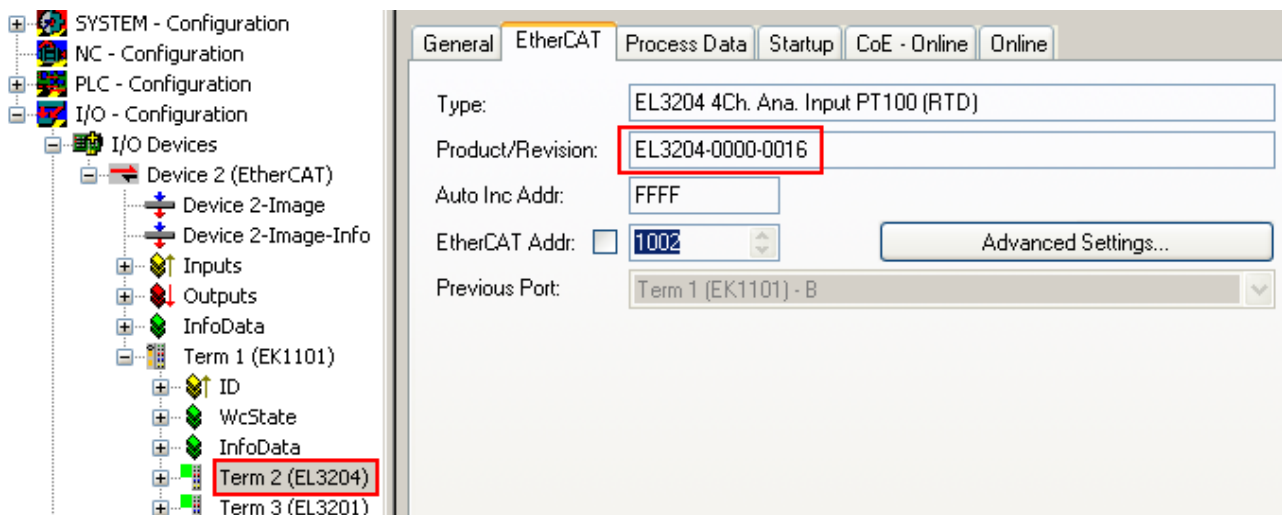 SYSTEM - Configuration
NC - Configuration
PLC - Configuration
I/O - Configuration
I/O Devices
Device 2 (EtherCAT)
Device 2-Image
Device 2-Image-Info
Inputs
Outputs
InfoData
Term 1 (EK1101)
ID
WcState
InfoData
Term 2 (EL3204)
Term 3 (EL3201)
General EtherCAT Process Data Startup CoE - Online Online
Type: EL3204 4Ch. Ana. Input PT100 (RTD)
Product/Revision: EL3204-0000-0016
Auto Inc Addr: FFFF
EtherCAT Addr: 1002 Advanced Settings...
Previous Port: Term 1 (EK1101) - B